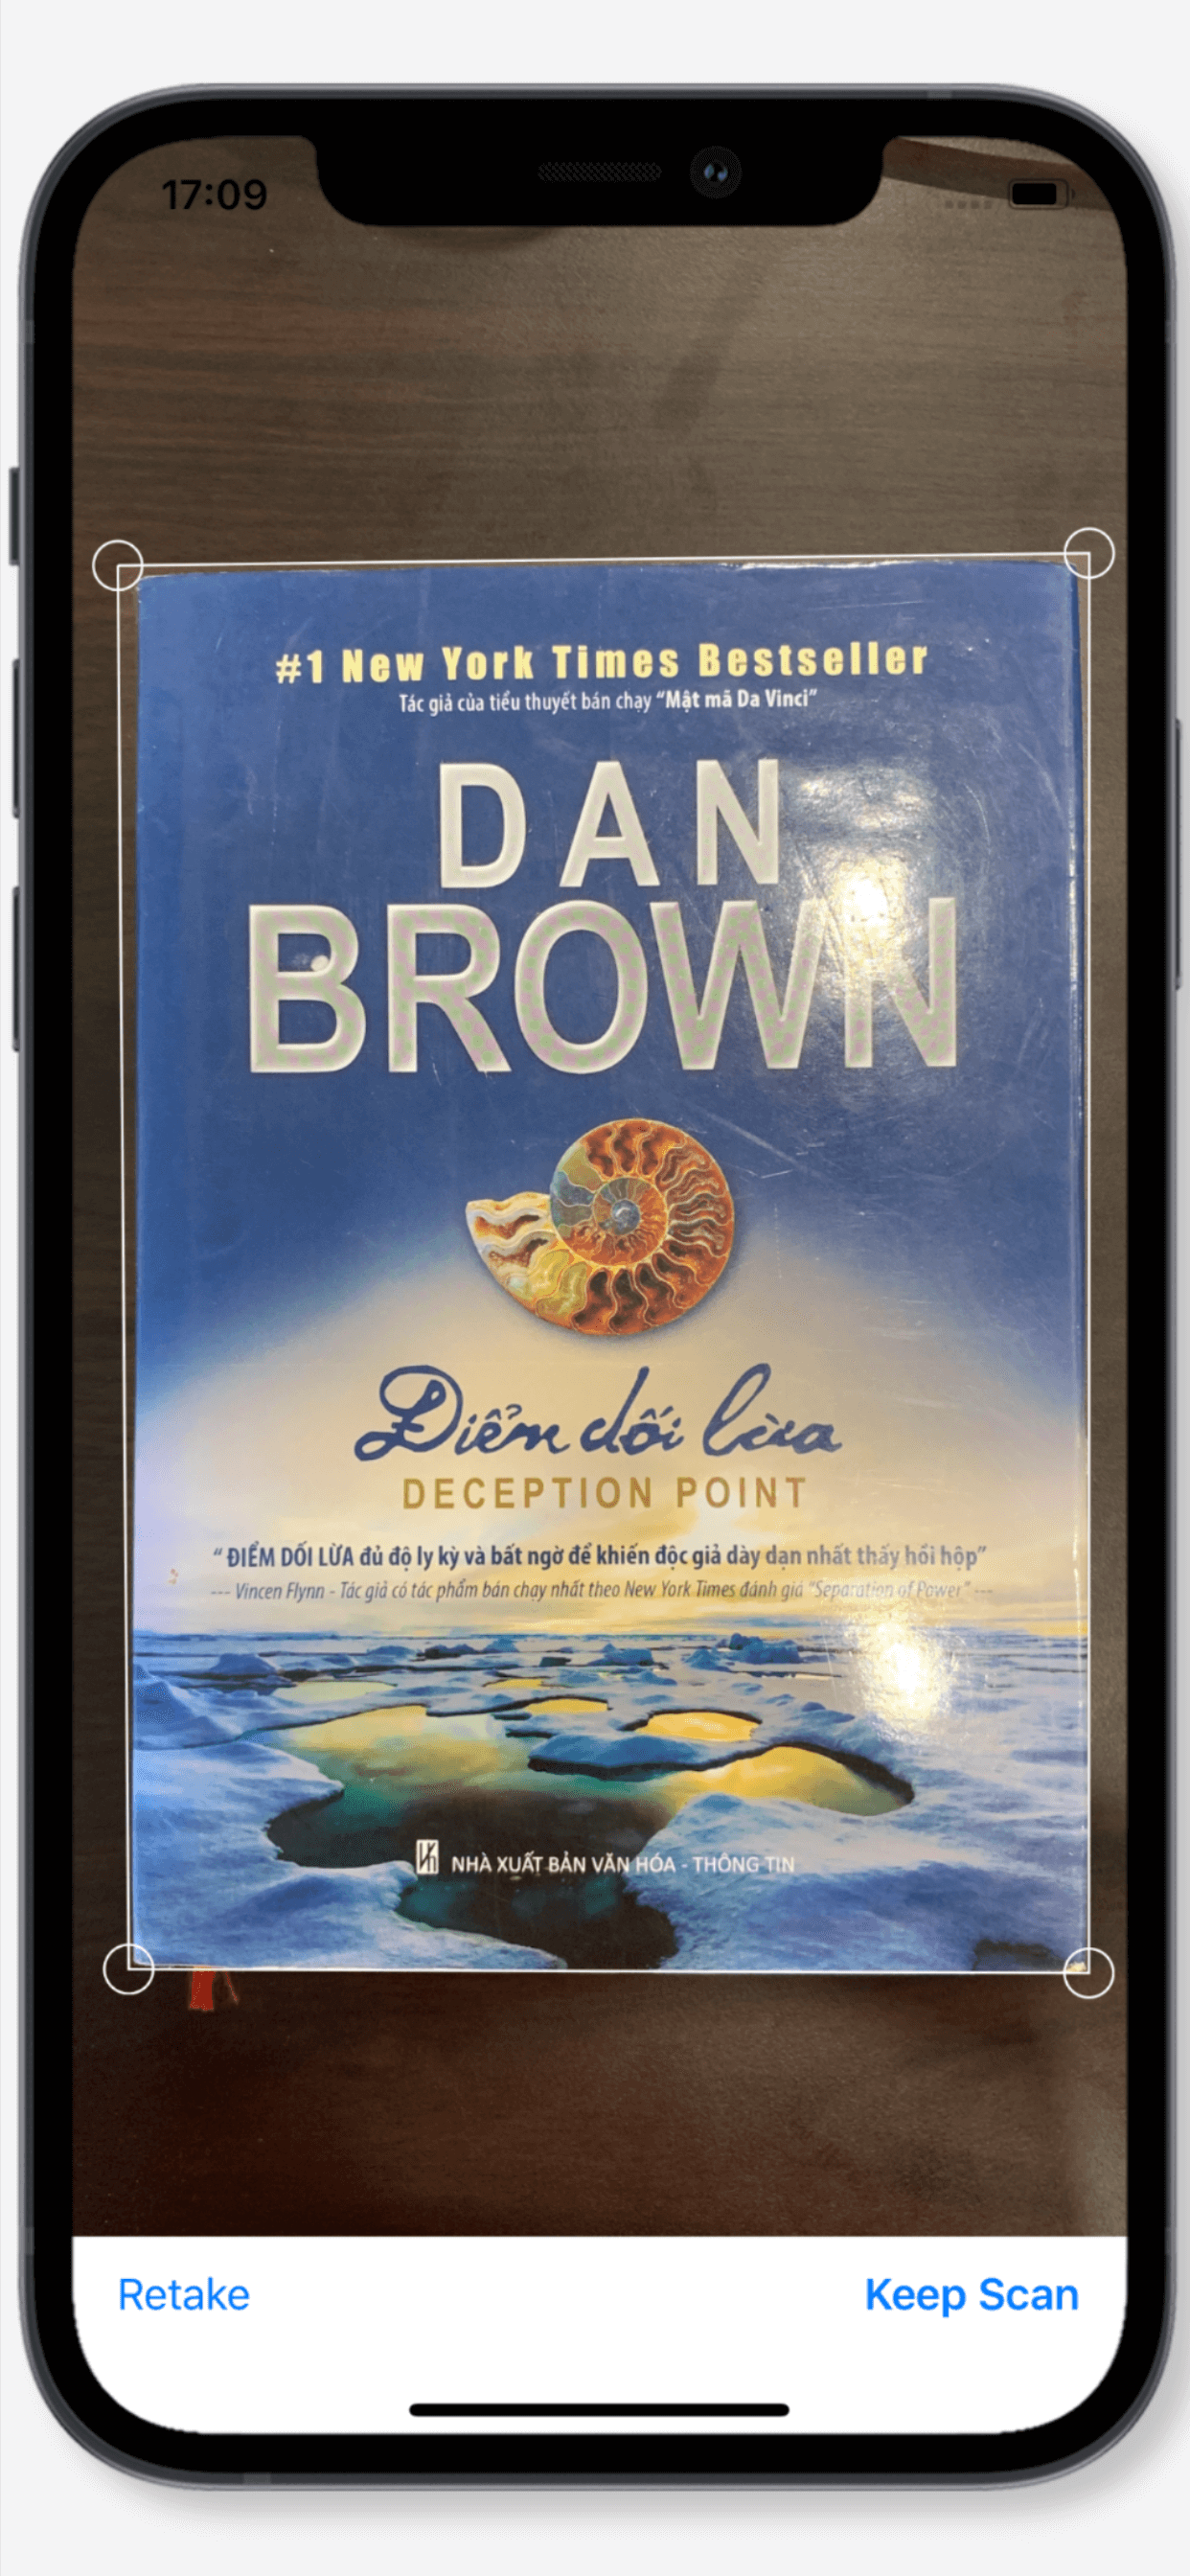 17:09
#1 New York Times Bestseller
Tác giả của tiểu thuyết bán chạy “Mật mã Da Vinci”
DAN
BROWN
Điểm dối lừa
DECEPTION POINT
“ ĐIỂM DỐI LỪA đủ độ ly kỳ và bất ngờ để khiến độc giả dày dạn nhất thấy hồi hộp”
--- Vincen Flynn - Tác giả có tác phẩm bán chạy nhất theo New York Times đánh giá “Separation of Power” ---
NHÀ XUẤT BẢN VĂN HÓA - THÔNG TIN
Retake
Keep Scan